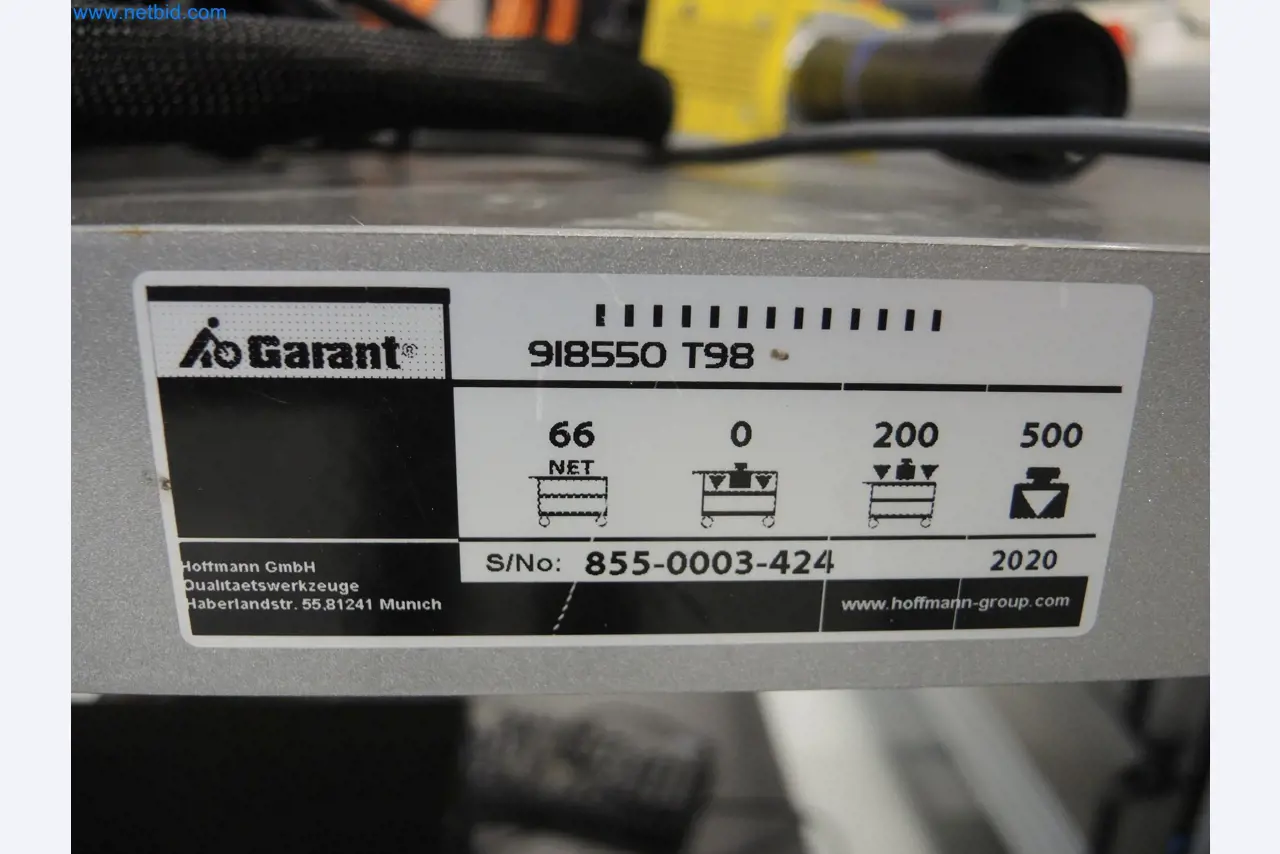 www.netbid.com
Garant®
918550 T98
66 0 200 500
NET
S/No: 855-0003-424 2020
Hoffmann GmbH
Qualitaetswerkzeuge
Haberlandstr. 55,81241 Munich
www.hoffmann-group.com